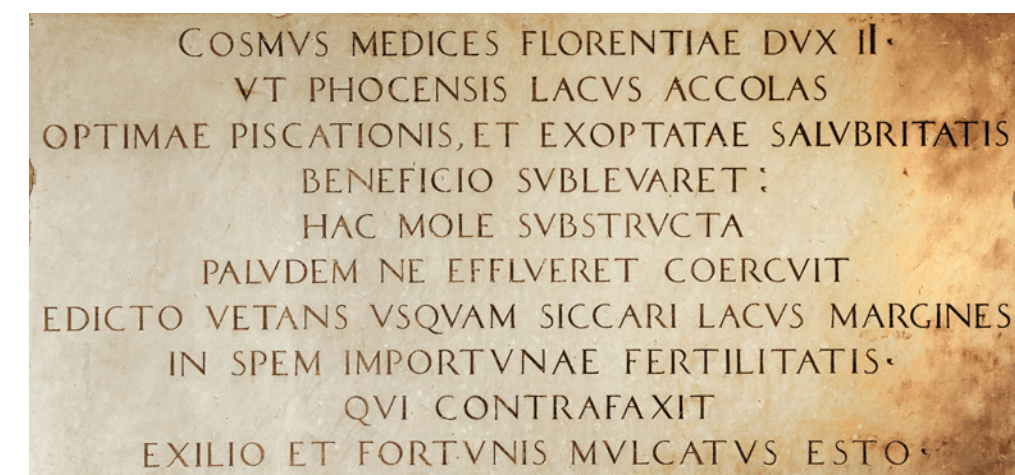 COSMVS MEDICES FLORENTIAE DVX II·
VT PHOCENSIS LACVS ACCOLAS
OPTIMAE PISCATIONIS, ET EXOPTATAE SALVBRITATIS
BENEFICIO SVBLEVARET :
HAC MOLE SVBSTRVCTA
PALVDEM NE EFFLVERET COERCVIT
EDICTO VETANS VSQVAM SICCARI LACVS MARGINES
IN SPEM IMPORTVNAE FERTILITATIS·
QVI CONTRAFAXIT
EXILIO ET FORTVNIS MVLCATVS ESTO·